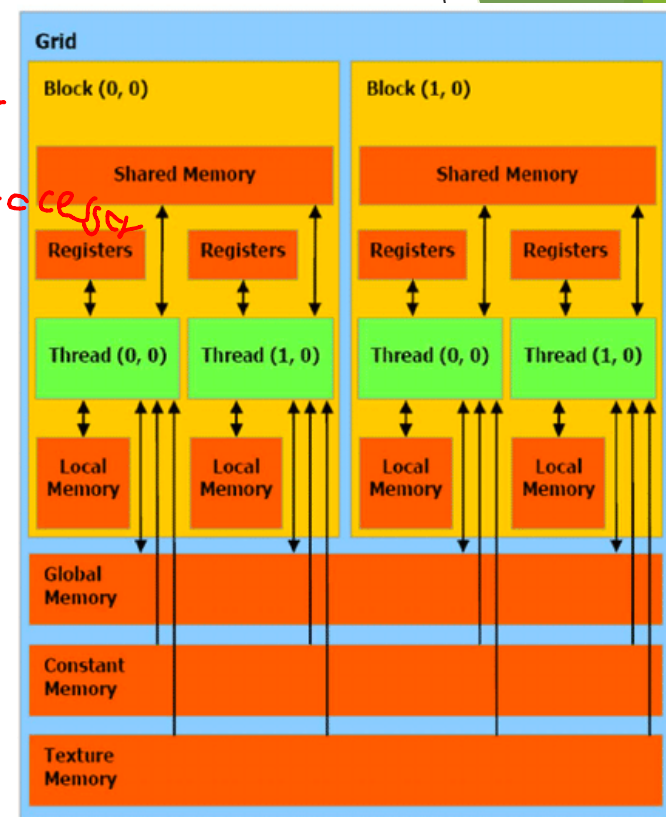 Grid
Block (0, 0)
Block (1, 0)
Shared Memory
Shared Memory
Registers
Registers
Registers
Registers
Thread (0, 0)
Thread (1, 0)
Thread (0, 0)
Thread (1, 0)
Local
Memory
Local
Memory
Local
Memory
Local
Memory
Global
Memory
Constant
Memory
Texture
Memory